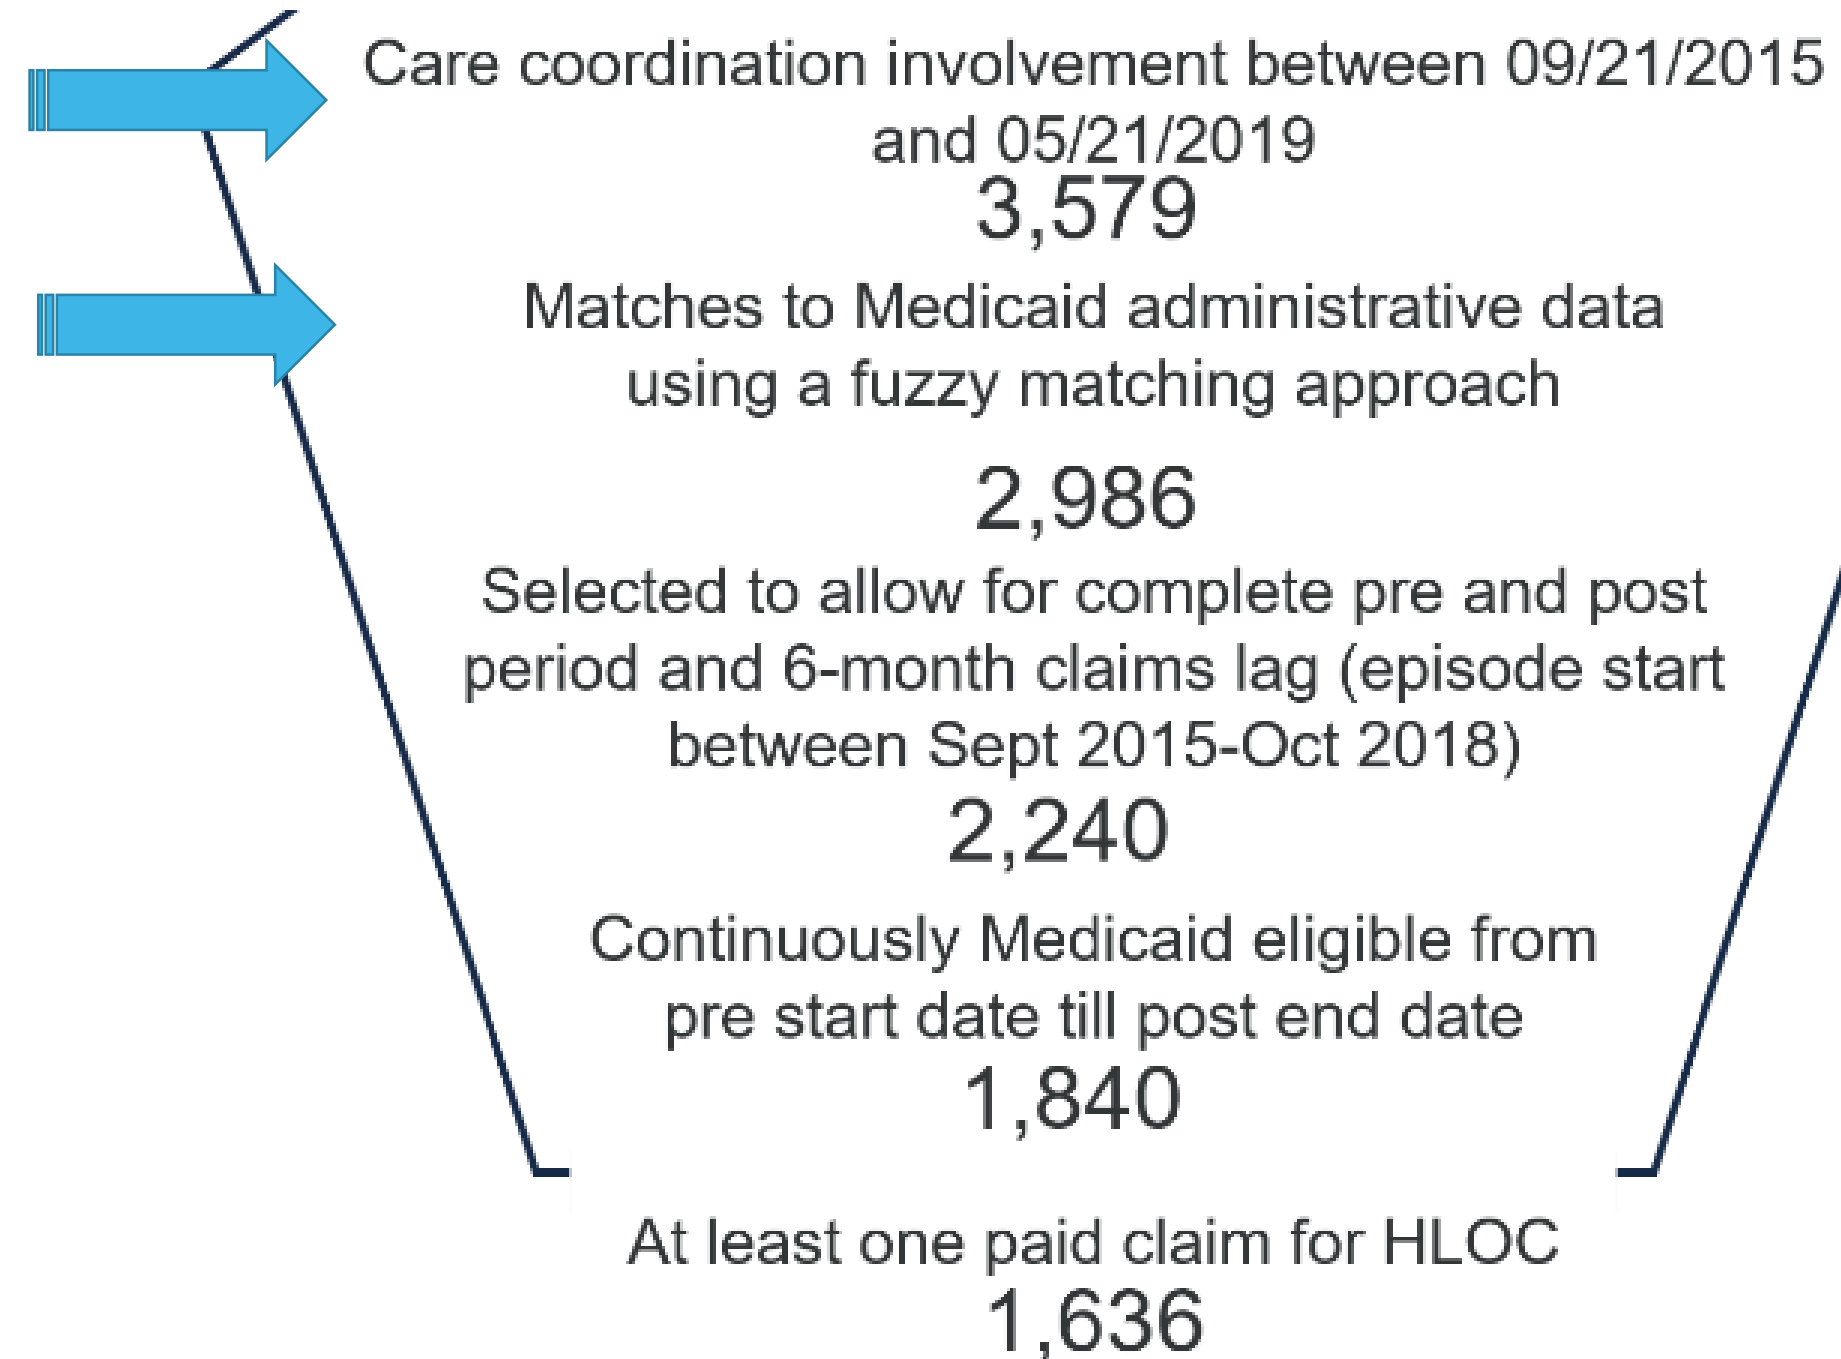 Care coordination involvement between 09/21/2015
and 05/21/2019
3,579
Matches to Medicaid administrative data
using a fuzzy matching approach
2,986
Selected to allow for complete pre and post
period and 6-month claims lag (episode start
between Sept 2015-Oct 2018)
2,240
Continuously Medicaid eligible from
pre start date till post end date
1,840
At least one paid claim for HLOC
1,636